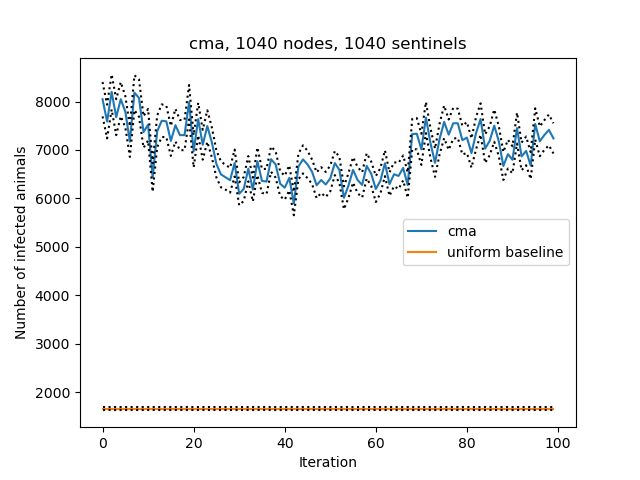 cma, 1040 nodes, 1040 sentinels
Number of infected animals
8000
7000
6000
5000
4000
3000
2000
cma
uniform baseline
0
20
40
60
80
100
Iteration